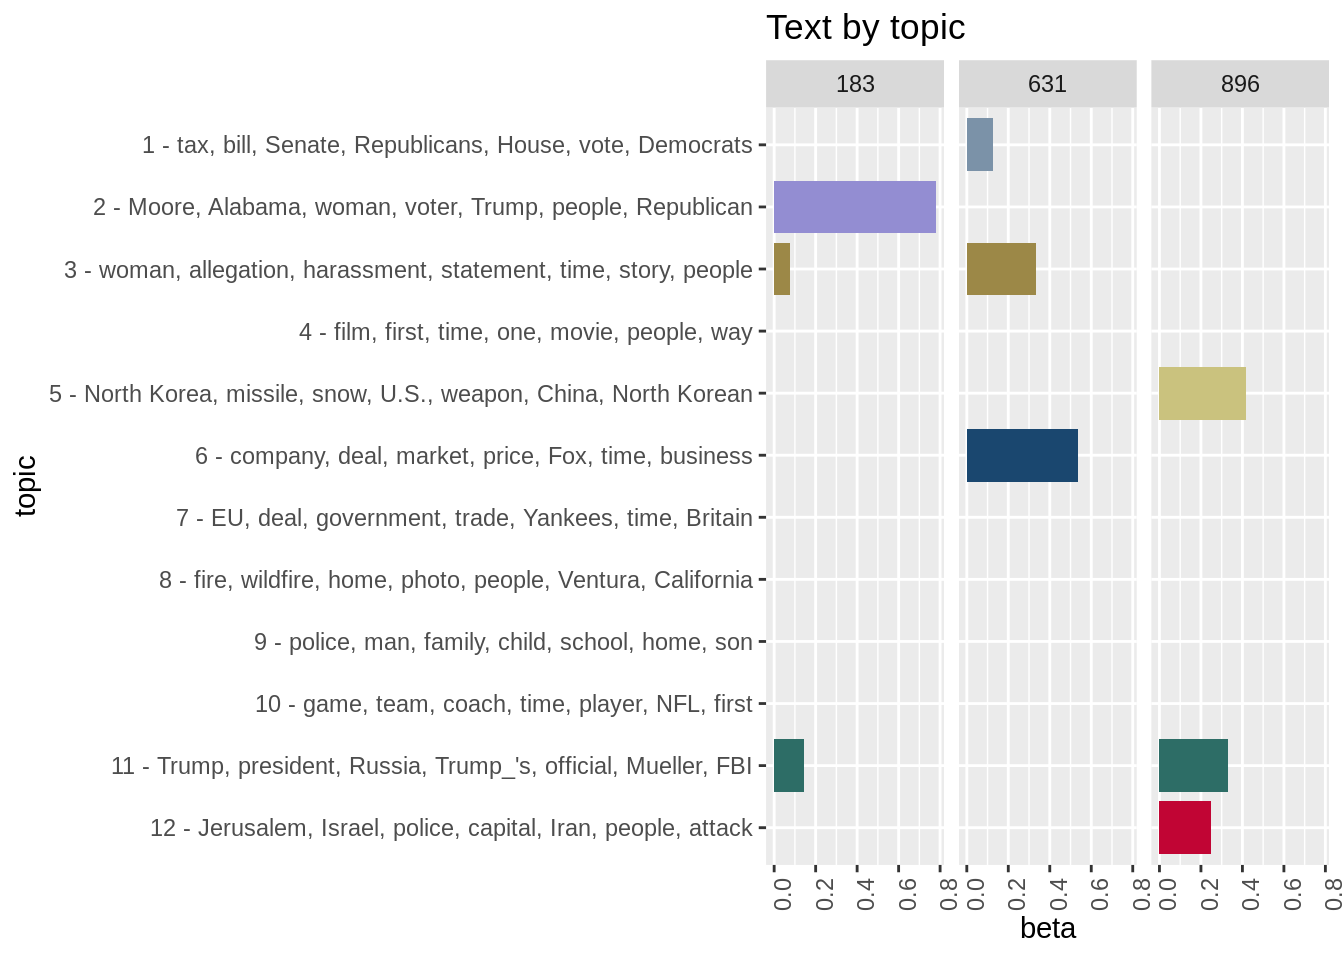 Text by topic
183 631 896
1 - tax, bill, Senate, Republicans, House, vote, Democrats
2 - Moore, Alabama, woman, voter, Trump, people, Republican
3 - woman, allegation, harassment, statement, time, story, people
4 - film, first, time, one, movie, people, way
5 - North Korea, missile, snow, U.S., weapon, China, North Korean
6 - company, deal, market, price, Fox, time, business
7 - EU, deal, government, trade, Yankees, time, Britain
8 - fire, wildfire, home, photo, people, Ventura, California
9 - police, man, family, child, school, home, son
10 - game, team, coach, time, player, NFL, first
11 - Trump, president, Russia, Trump_'s, official, Mueller, FBI
12 - Jerusalem, Israel, police, capital, Iran, people, attack
topic
0.0 0.2 0.4 0.6 0.8 0.0 0.2 0.4 0.6 0.8 0.0 0.2 0.4 0.6 0.8
beta